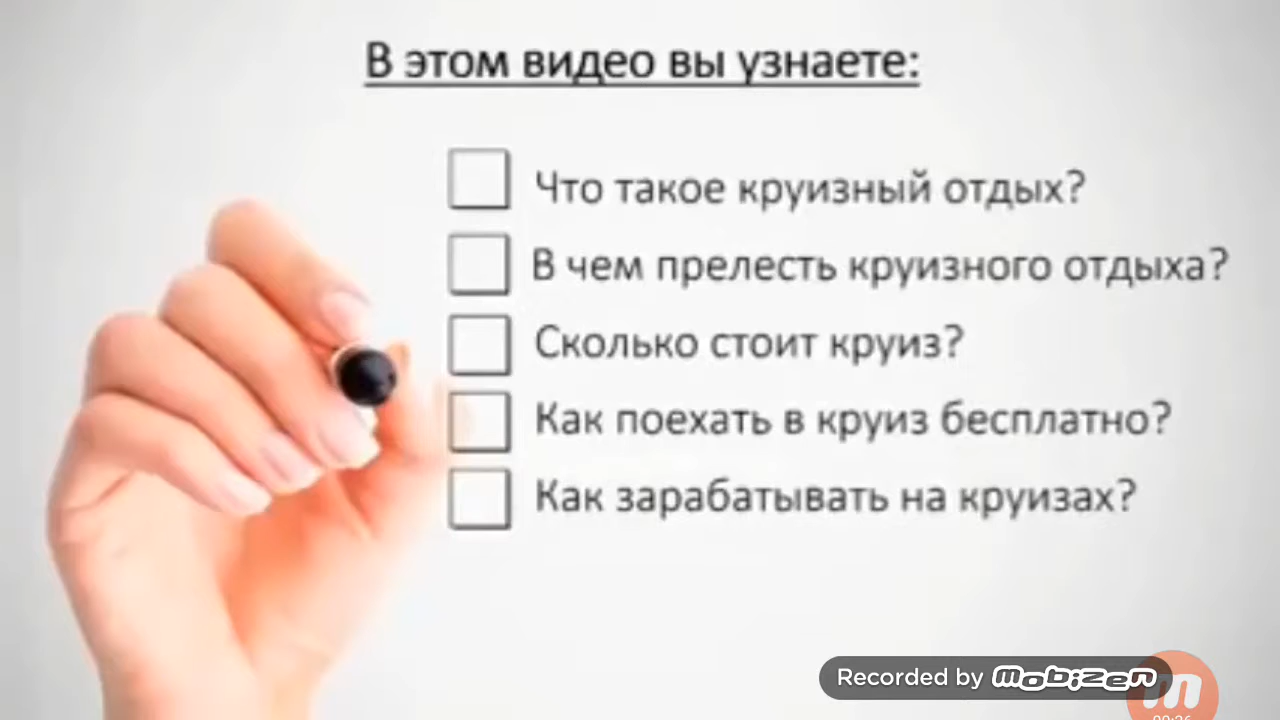 В этом видео вы узнаете:
Что такое круизный отдых?
В чем прелесть круизного отдыха?
Сколько стоит круиз?
Как поехать в круиз бесплатно?
Как зарабатывать на круизах?
Recorded by mobizen